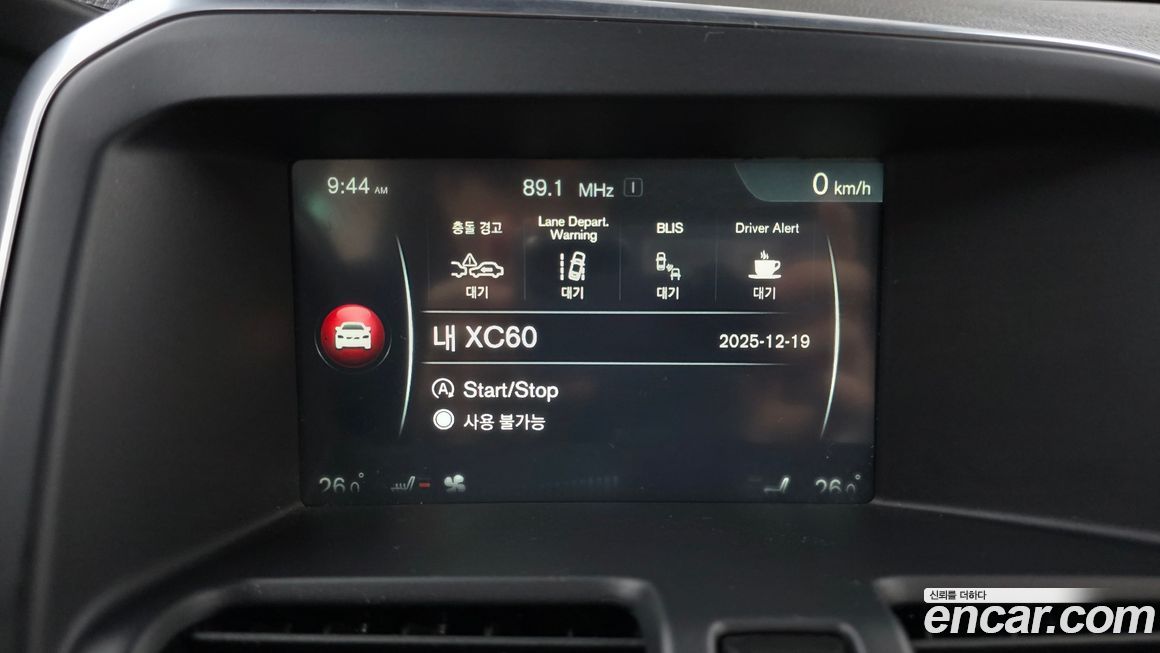 9:44 AM
89.1 MHz I
0 km/h
충돌 경고
대기
Lane Depart.
Warning
대기
BLIS
대기
Driver Alert
대기
내 XC60
2025-12-19
A Start/Stop
사용 불가능
26.0°
26.0°
신뢰를 더하다
encar.com